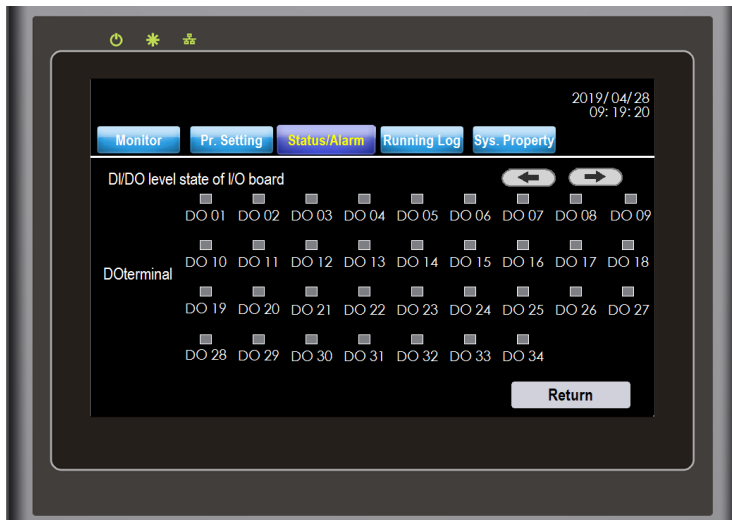 2019/04/28
09:19:20
Monitor Pr. Setting Status/Alarm Running Log Sys. Property
DI/DO level state of I/O board
DO 01 DO 02 DO 03 DO 04 DO 05 DO 06 DO 07 DO 08 DO 09
DOterminal
DO 10 DO 11 DO 12 DO 13 DO 14 DO 15 DO 16 DO 17 DO 18
DO 19 DO 20 DO 21 DO 22 DO 23 DO 24 DO 25 DO 26 DO 27
DO 28 DO 29 DO 30 DO 31 DO 32 DO 33 DO 34
Return